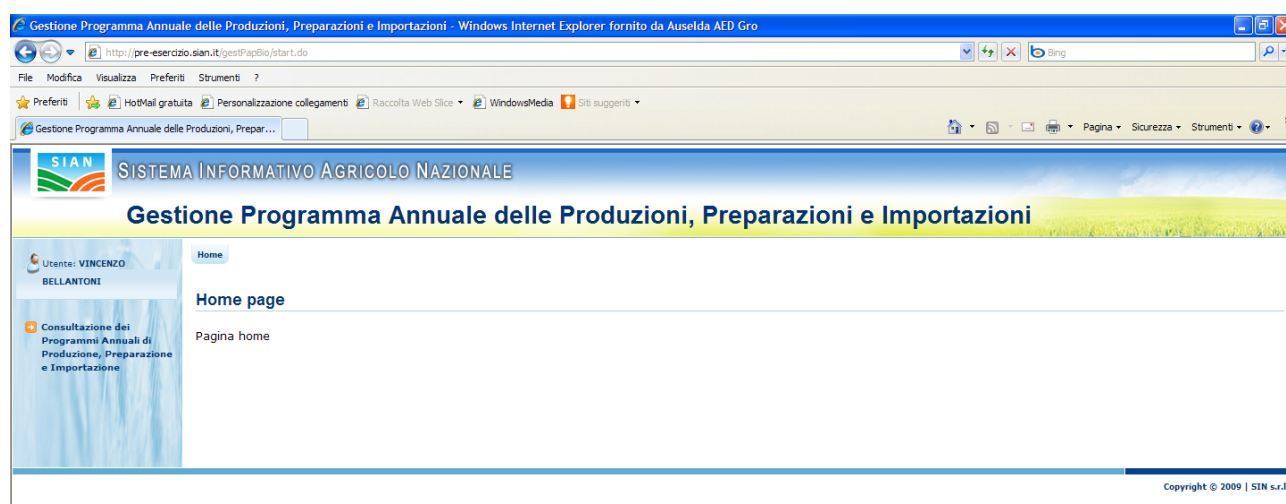 Gestione Programma Annuale delle Produzioni, Preparazioni e Importazioni - Windows Internet Explorer fornito da Auselda AED Gro
http://pre-esercizio.sian.it/gestPapBio/start.do
Bing
File Modifica Visualizza Preferiti Strumenti ?
Preferiti HotMail gratuita Personalizzazione collegamenti Raccolta Web Slice WindowsMedia Siti suggeriti
Gestione Programma Annuale delle Produzioni, Prepar...
Pagina Sicurezza Strumenti
SIAN
SISTEMA INFORMATIVO AGRICOLO NAZIONALE
Gestione Programma Annuale delle Produzioni, Preparazioni e Importazioni
Utente: VINCENZO
BELLANTONI
Home
Home page
Pagina home
Consultazione dei
Programmi Annuali di
Produzione, Preparazione
e Importazione
Copyright © 2009 | SIN s.r.l